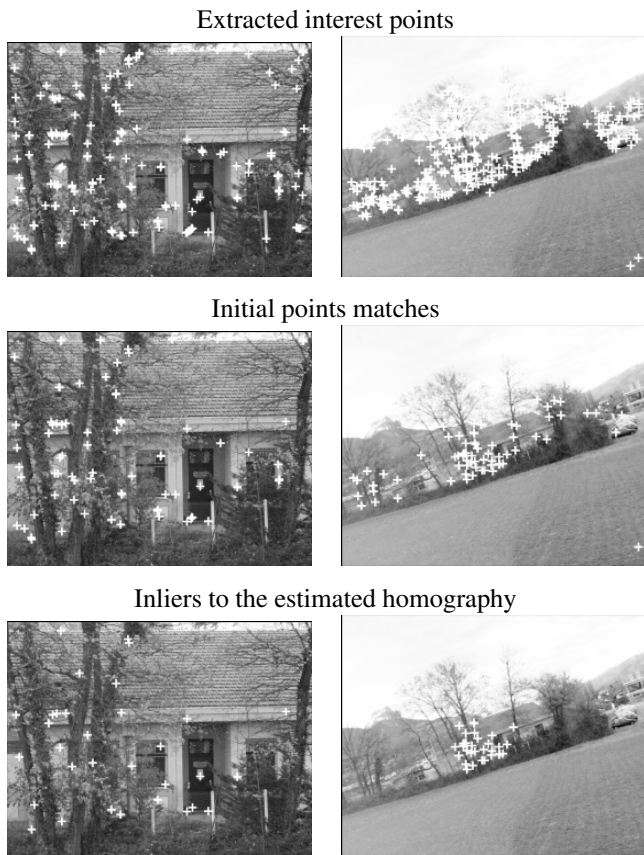 Extracted interest points
Initial points matches
Inliers to the estimated homography